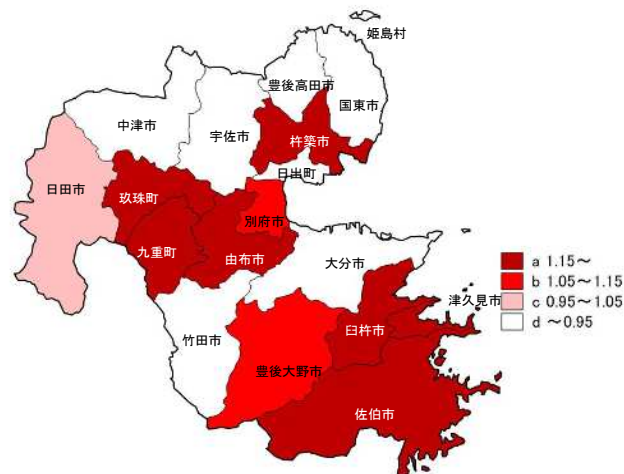 姫島村
豊後高田市
国東市
中津市
宇佐市
杵築市
日出町
日田市
玖珠町
別府市
九重町
由布市
大分市
a 1.15～
b 1.05～1.15
c 0.95～1.05
d ～0.95
津久見市
竹田市
臼杵市
豊後大野市
佐伯市